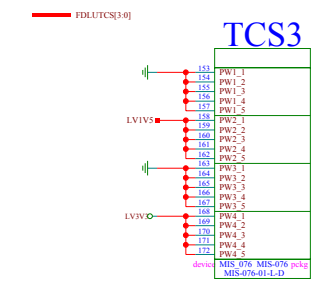 FDLUTCS[3:0]
TCS3
153 PW1_1
154 PW1_2
155 PW1_3
156 PW1_4
157 PW1_5
LV1V5 158 PW2_1
159 PW2_2
160 PW2_3
161 PW2_4
162 PW2_5
163 PW3_1
164 PW3_2
165 PW3_3
166 PW3_4
167 PW3_5
LV3V3 168 PW4_1
169 PW4_2
170 PW4_3
171 PW4_4
172 PW4_5
device MIS_076 MIS-076 pckg
MIS-076-01-L-D